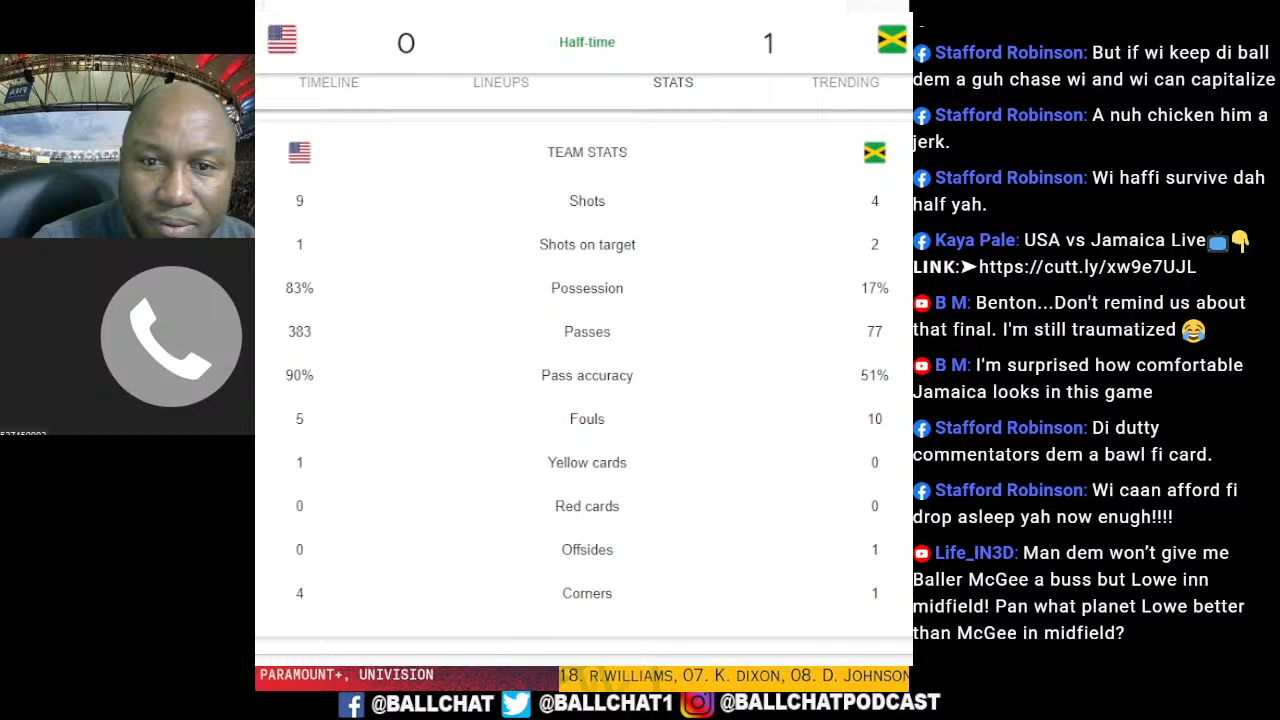 0 Half-time 1
TIMELINE LINEUPS STATS TRENDING
TEAM STATS
9 Shots 4
1 Shots on target 2
83% Possession 17%
383 Passes 77
90% Pass accuracy 51%
5 Fouls 10
1 Yellow cards 0
0 Red cards 0
0 Offsides 1
4 Corners 1
Stafford Robinson: But if wi keep di ball
dem a guh chase wi and wi can capitalize
Stafford Robinson: A nuh chicken him a
jerk.
Stafford Robinson: Wi haffi survive dah
half yah.
Kaya Pale: USA vs Jamaica Live📺👇
𝗟𝗜𝗡𝗞:➤https://cutt.ly/xw9e7UJL
B M: Benton...Don't remind us about
that final. I'm still traumatized 😂
B M: I'm surprised how comfortable
Jamaica looks in this game
Stafford Robinson: Di dutty
commentators dem a bawl fi card.
Stafford Robinson: Wi caan afford fi
drop asleep yah now enugh!!!!
Life_IN3D: Man dem won’t give me
Baller McGee a buss but Lowe inn
midfield! Pan what planet Lowe better
than McGee in midfield?
PARAMOUNT+, UNIVISION 18. R.WILLIAMS, 07. K. DIXON, 08. D. JOHNSON
@BALLCHAT @BALLCHAT1 @BALLCHATPODCAST